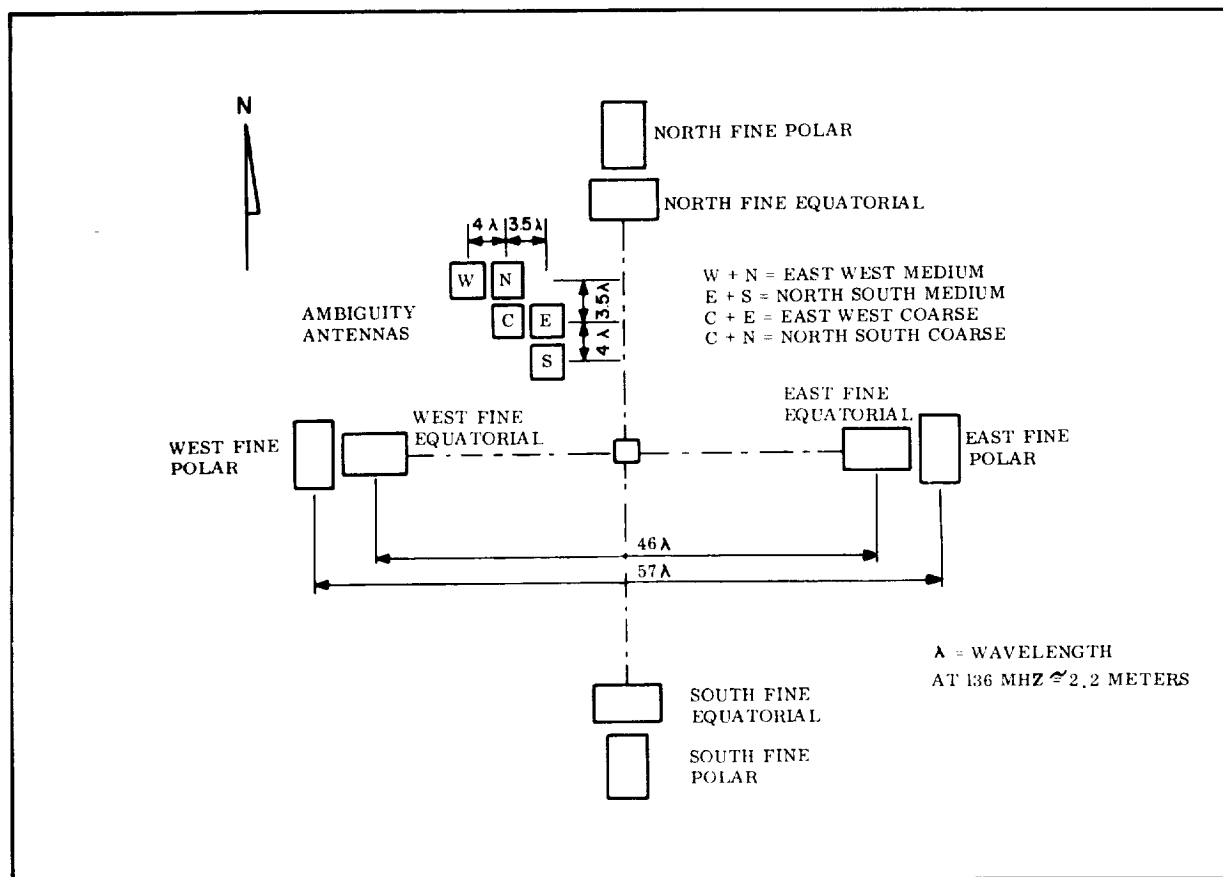 N
NORTH FINE POLAR
NORTH FINE EQUATORIAL
4 λ
3.5λ
W
N
C
E
S
3.5λ
4 λ
AMBIGUITY
ANTENNAS
W + N = EAST WEST MEDIUM
E + S = NORTH SOUTH MEDIUM
C + E = EAST WEST COARSE
C + N = NORTH SOUTH COARSE
WEST FINE
POLAR
WEST FINE
EQUATORIAL
EAST FINE
EQUATORIAL
EAST FINE
POLAR
46λ
57λ
λ = WAVELENGTH
AT 136 MHZ ≅ 2.2 METERS
SOUTH FINE
EQUATORIAL
SOUTH FINE
POLAR